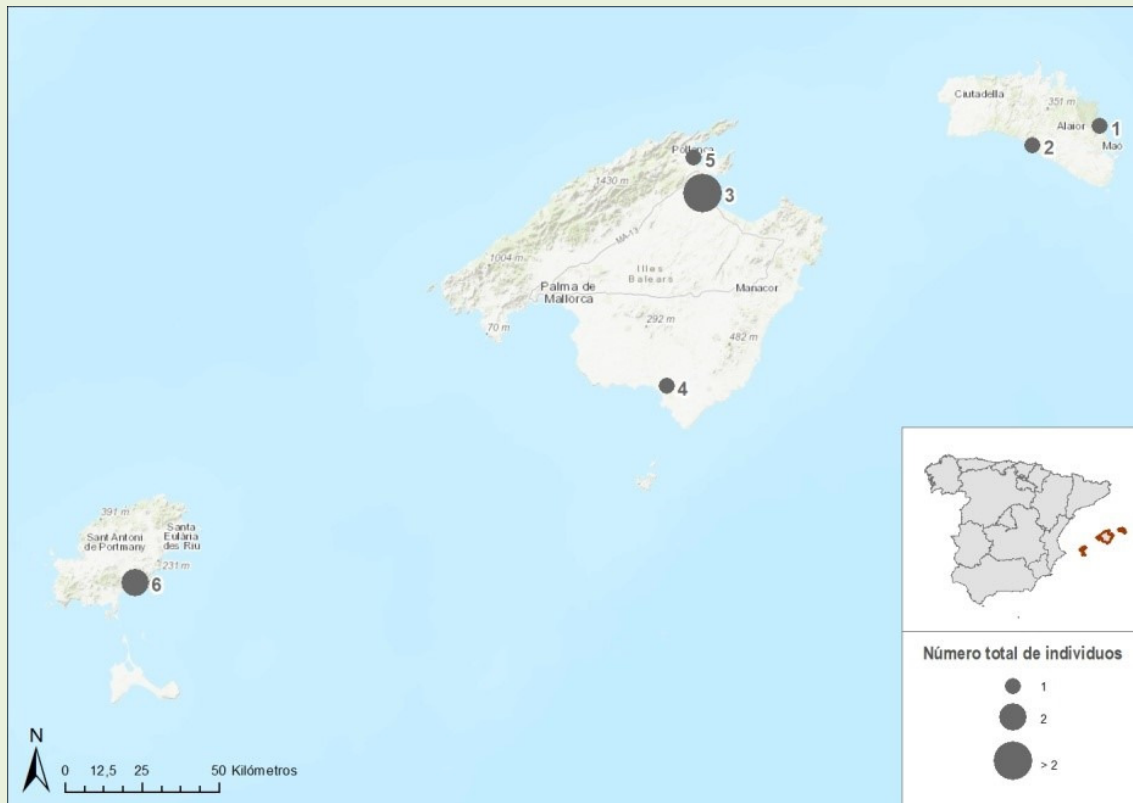 Ciutadella
351 m
Alaior
1
Maó
2
Pollença
5
1430 m
3
MA-13
1004 m
Illes
Balears
Palma de
Mallorca
Manacor
70 m
292 m
482 m
4
391 m
Santa
Eulària
des Riu
Sant Antoni
de Portmany
231 m
6
N
0 12,5 25 50 Kilómetros
Número total de individuos
1
2
> 2